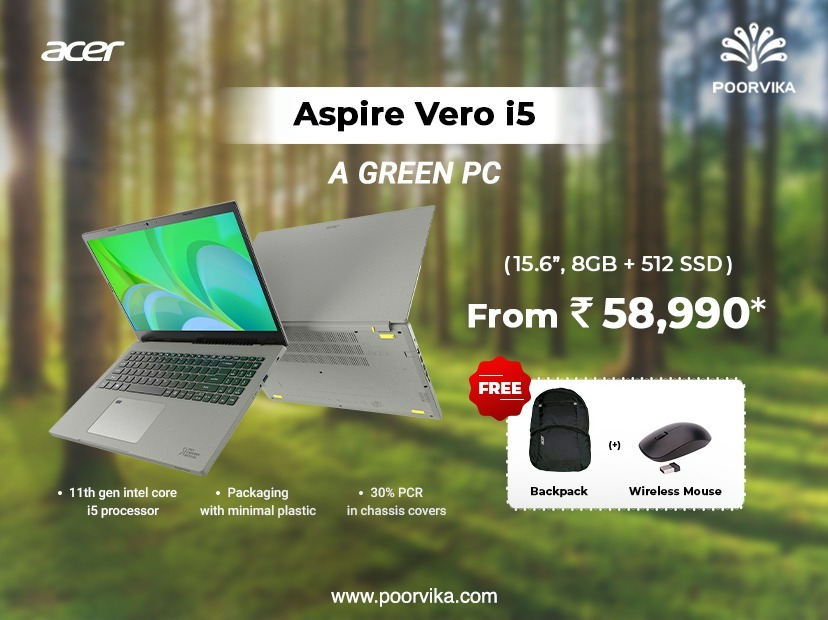 acer
POORVIKA
Aspire Vero i5
A GREEN PC
(15.6”, 8GB + 512 SSD)
From ₹ 58,990*
FREE
(+)
Backpack
Wireless Mouse
• 11th gen intel core
i5 processor
• Packaging
with minimal plastic
• 30% PCR
in chassis covers
www.poorvika.com